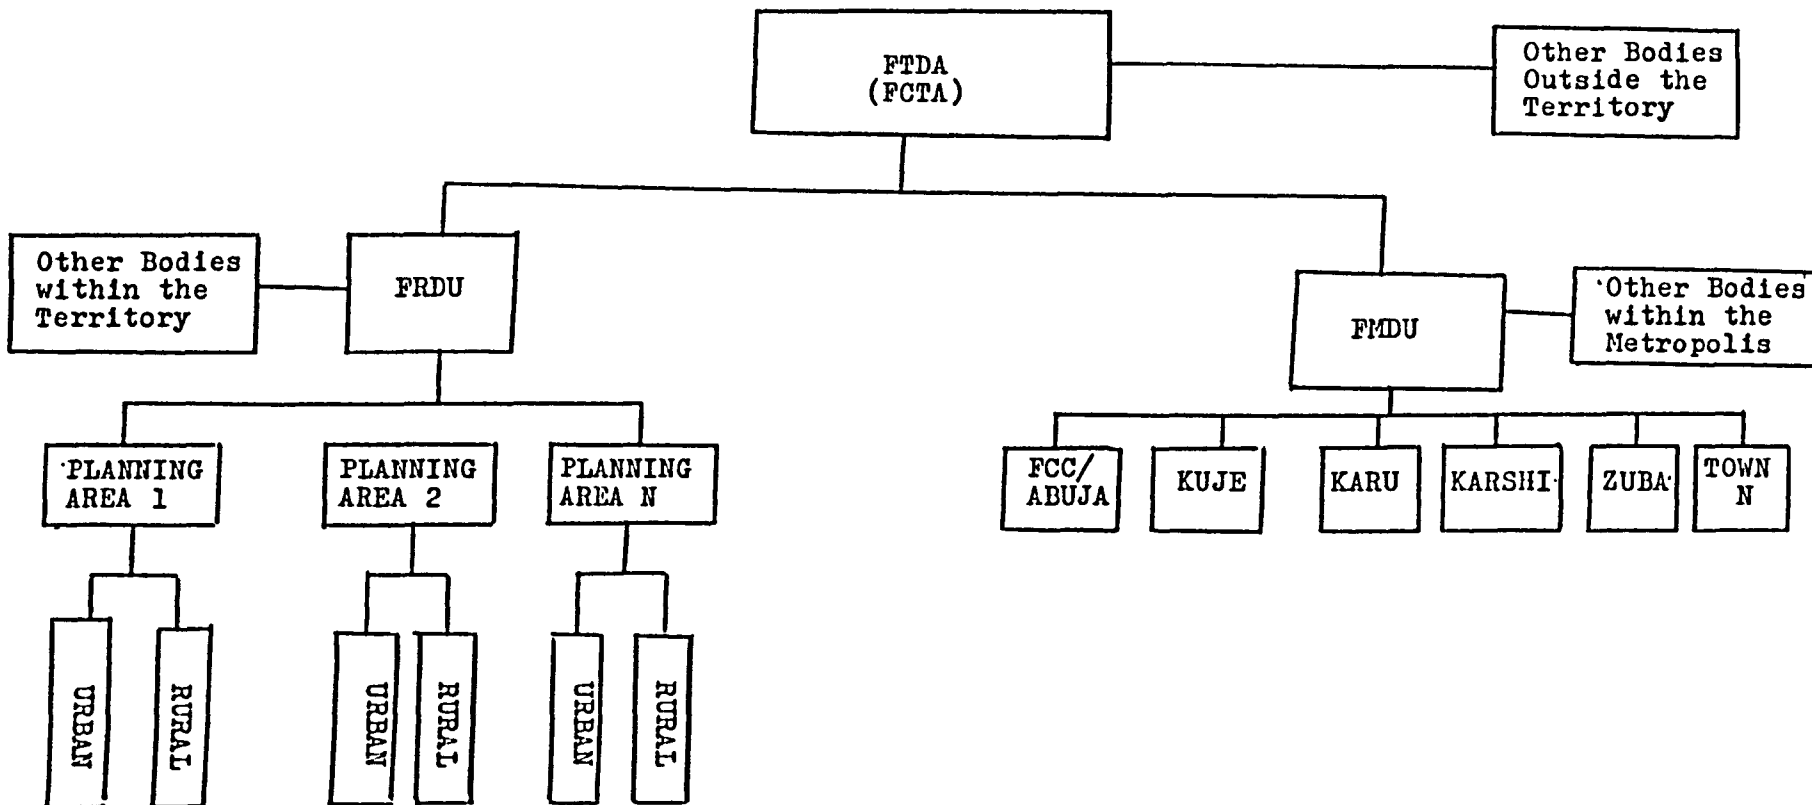 FTDA
(FCTA)
Other Bodies
Outside the
Territory
Other Bodies
within the
Territory
FRDU
FMDU
Other Bodies
within the
Metropolis
PLANNING
AREA 1
PLANNING
AREA 2
PLANNING
AREA N
FCC/
ABUJA
KUJE
KARU
KARSHI
ZUBA
TOWN
N
URBAN
RURAL
URBAN
RURAL
URBAN
RURAL